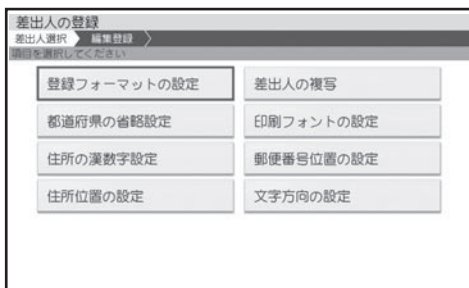 差出人の登録
差出人選択 編集登録
項目を選択してください
登録フォーマットの設定 差出人の複写
都道府県の省略設定 印刷フォントの設定
住所の漢数字設定 郵便番号位置の設定
住所位置の設定 文字方向の設定